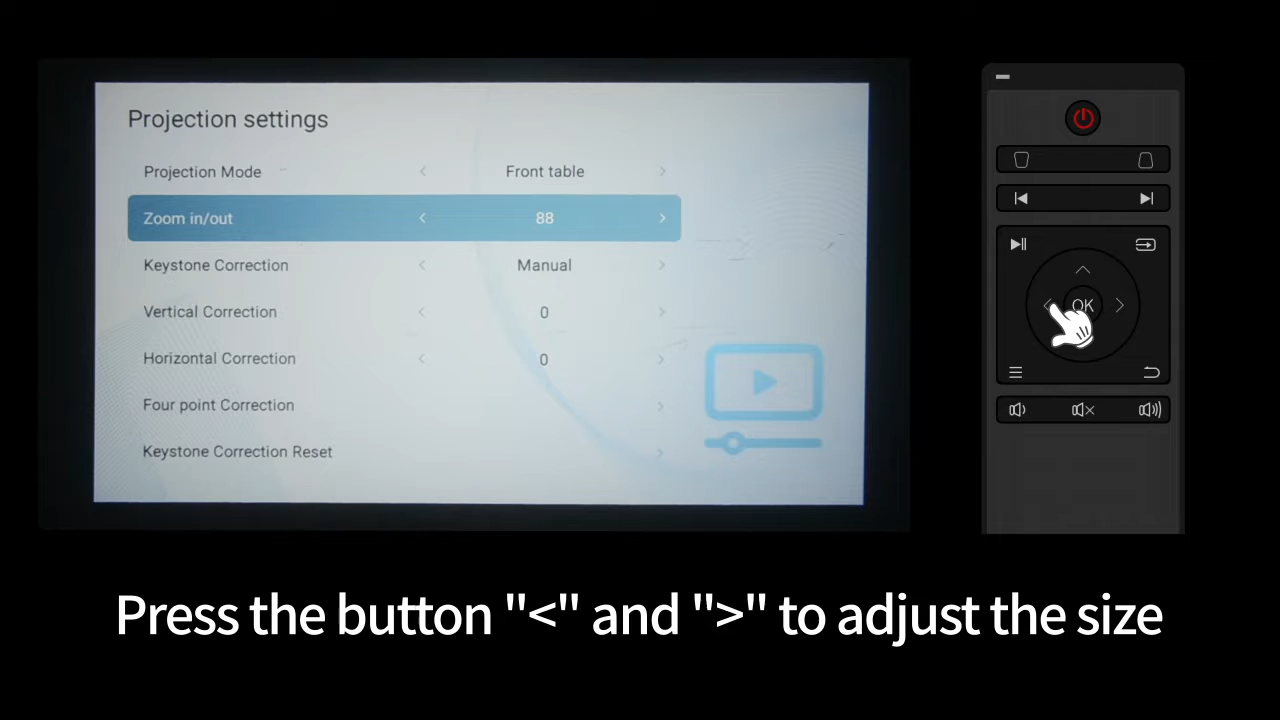 Projection settings
Projection Mode < Front table >
Zoom in/out < 88 >
Keystone Correction < Manual >
Vertical Correction < 0 >
Horizontal Correction < 0 >
Four point Correction >
Keystone Correction Reset >
OK
Press the button "<" and ">" to adjust the size